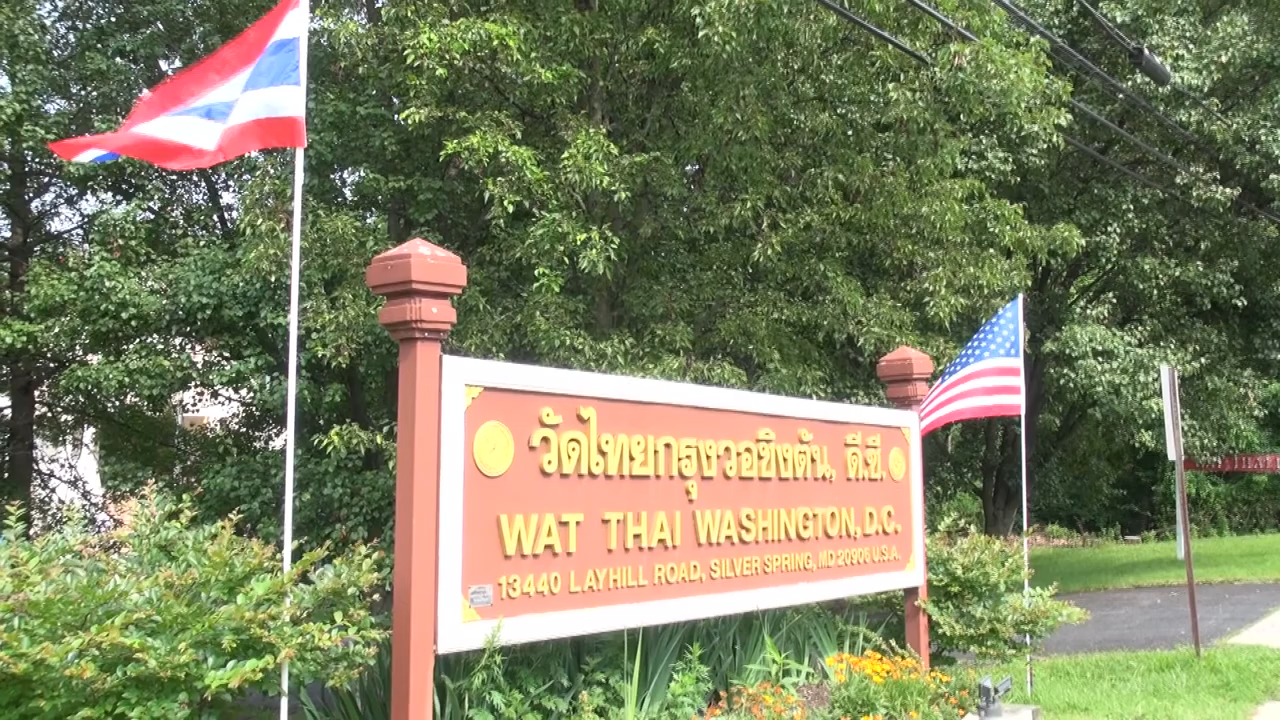 วัดไทยกรุงวอชิงตัน, ดี.ซี.
WAT THAI WASHINGTON, D.C.
13440 LAYHILL ROAD, SILVER SPRING, MD 20906 U.S.A.